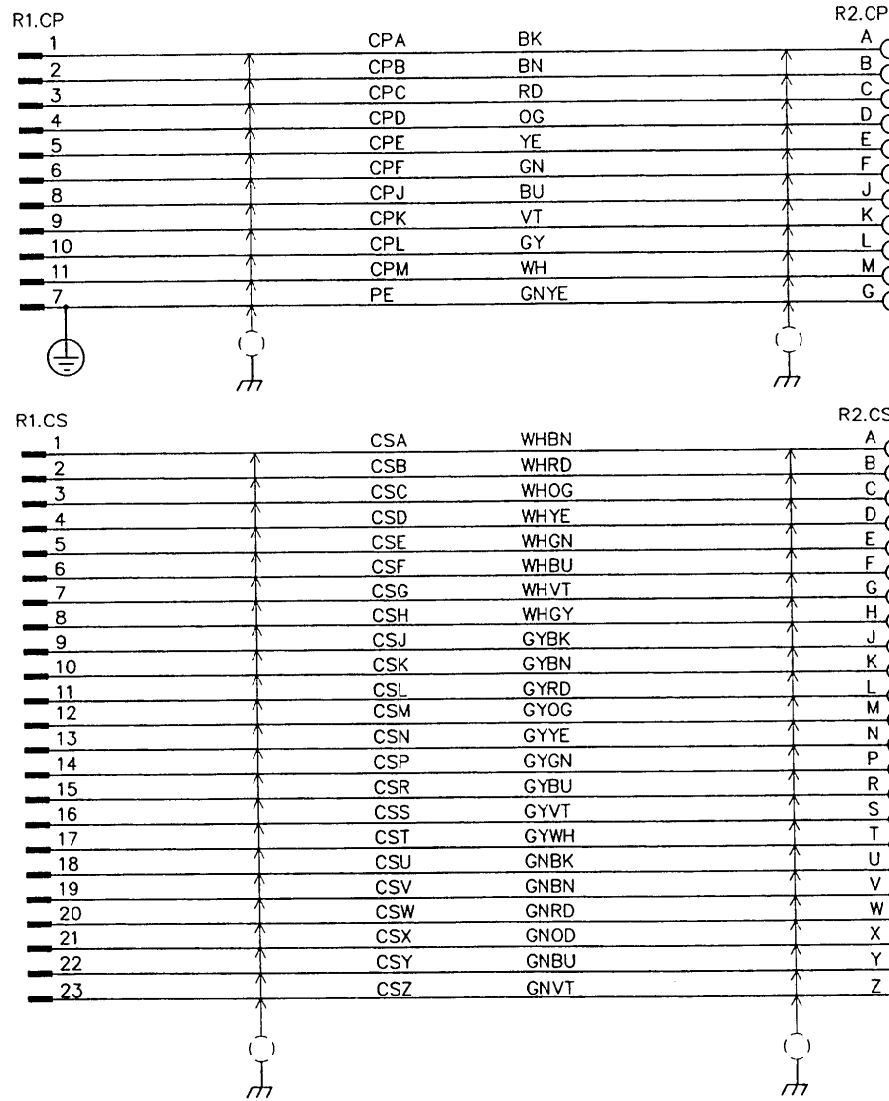 R1.CP R2.CP
1 CPA BK A
2 CPB BN B
3 CPC RD C
4 CPD OG D
5 CPE YE E
6 CPF GN F
8 CPJ BU J
9 CPK VT K
10 CPL GY L
11 CPM WH M
7 PE GNYE G
R1.CS R2.CS
1 CSA WHBN A
2 CSB WHRD B
3 CSC WHOG C
4 CSD WHYE D
5 CSE WHGN E
6 CSF WHBU F
7 CSG WHVT G
8 CSH WHGY H
9 CSJ GYBK J
10 CSK GYBN K
11 CSL GYRD L
12 CSM GYOG M
13 CSN GYYE N
14 CSP GYGN P
15 CSR GYBU R
16 CSS GYVT S
17 CST GYWH T
18 CSU GNBK U
19 CSV GNBN V
20 CSW GNRD W
21 CSX GNOD X
22 CSY GNBU Y
23 CSZ GNVT Z